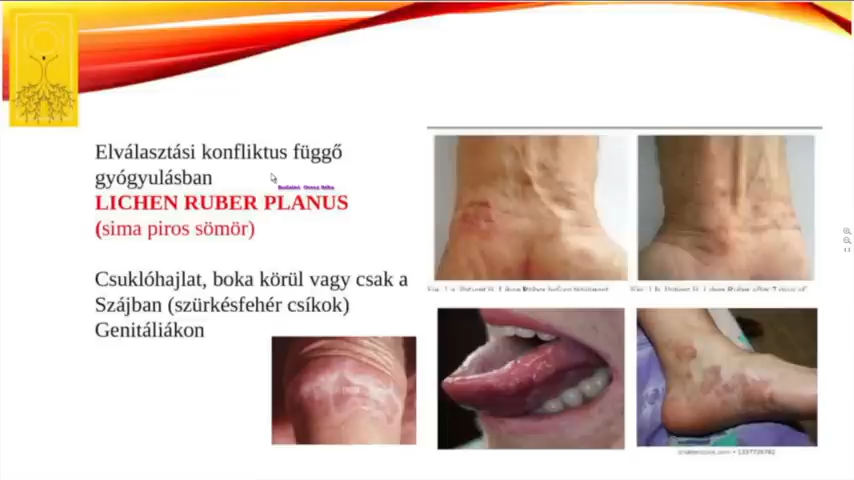 Elválasztási konfliktus függő
gyógyulásban
LICHEN RUBER PLANUS
(sima piros sömör)
Csuklóhajlat, boka körül vagy csak a
Szájban (szürkésfehér csíkok)
Genitáliákon